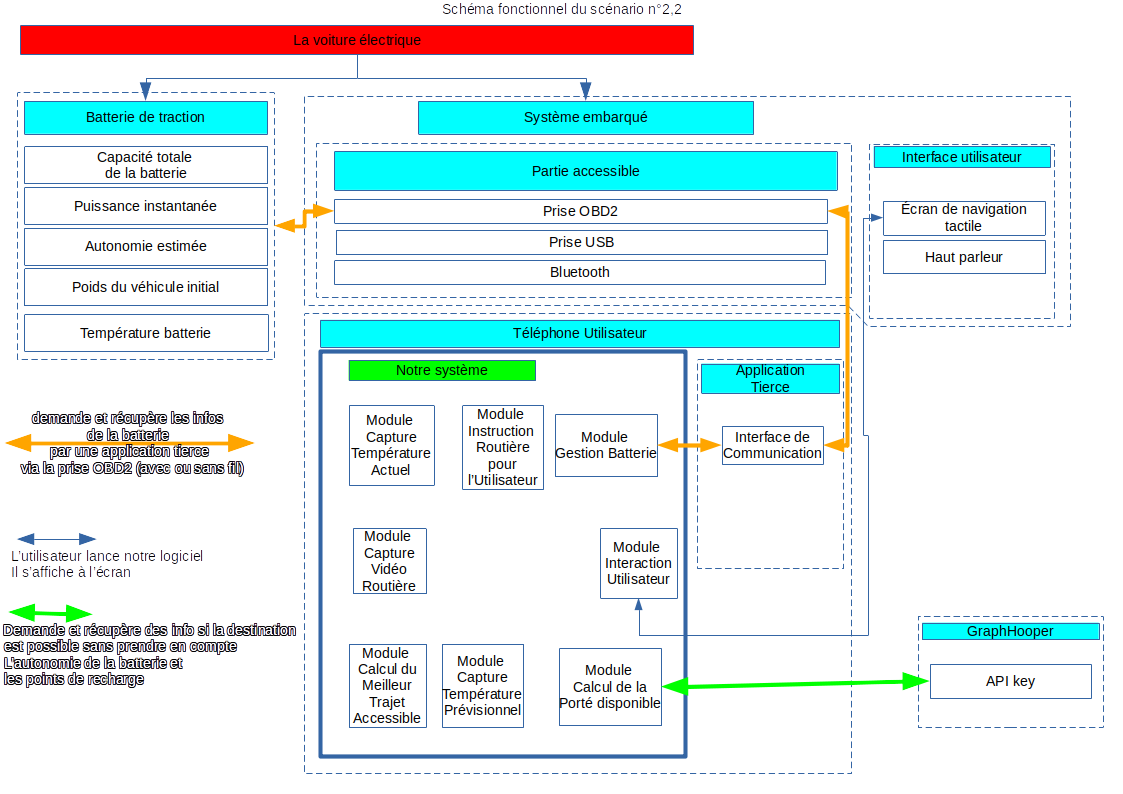 Schéma fonctionnel du scénario n°2,2
La voiture électrique
Batterie de traction
Capacité totale
de la batterie
Puissance instantanée
Autonomie estimée
Poids du véhicule initial
Température batterie
Système embarqué
Partie accessible
Prise OBD2
Prise USB
Bluetooth
Interface utilisateur
Écran de navigation
tactile
Haut parleur
Téléphone Utilisateur
Notre système
Module
Capture
Température
Actuel
Module
Instruction
Routière
pour
l'Utilisateur
Module
Gestion Batterie
Application
Tierce
Interface de
Communication
Module
Capture
Vidéo
Routière
Module
Interaction
Utilisateur
Module
Calcul du
Meilleur
Trajet
Accessible
Module
Capture
Température
Prévisionnel
Module
Calcul de la
Porté disponible
GraphHooper
API key
demande et récupère les infos
de la batterie
par une application tierce
via la prise OBD2 (avec ou sans fil)
L'utilisateur lance notre logiciel
Il s'affiche à l'écran
Demande et récupère des info si la destination
est possible sans prendre en compte
L'autonomie de la batterie et
les points de recharge